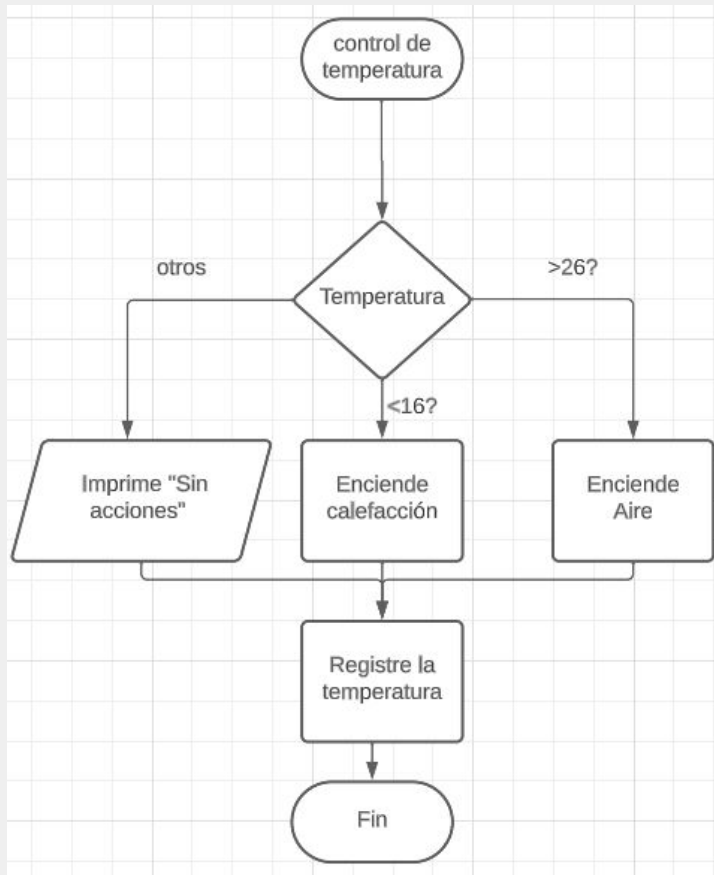 control de
temperatura
otros
>26?
Temperatura
<16?
Imprime "Sin
acciones"
Enciende
calefacción
Enciende
Aire
Registre la
temperatura
Fin